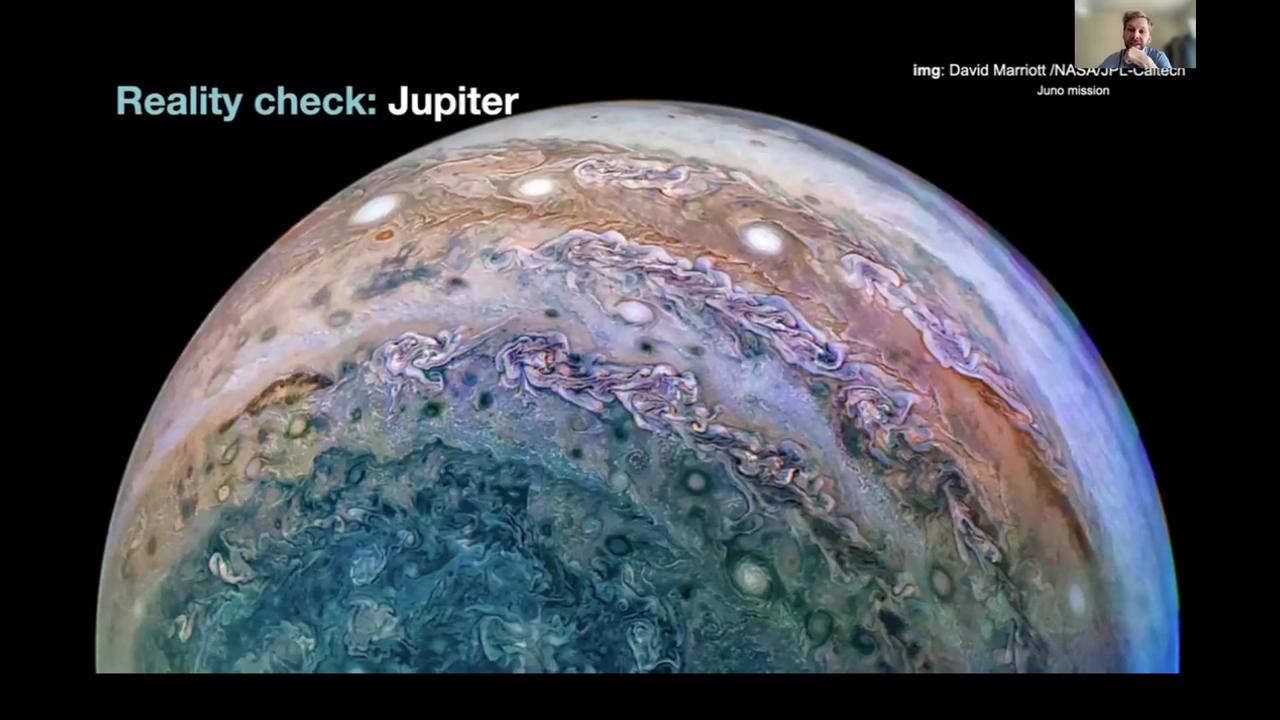 img: David Marriott /NASA/JPL-Caltech
Reality check: Jupiter
Juno mission